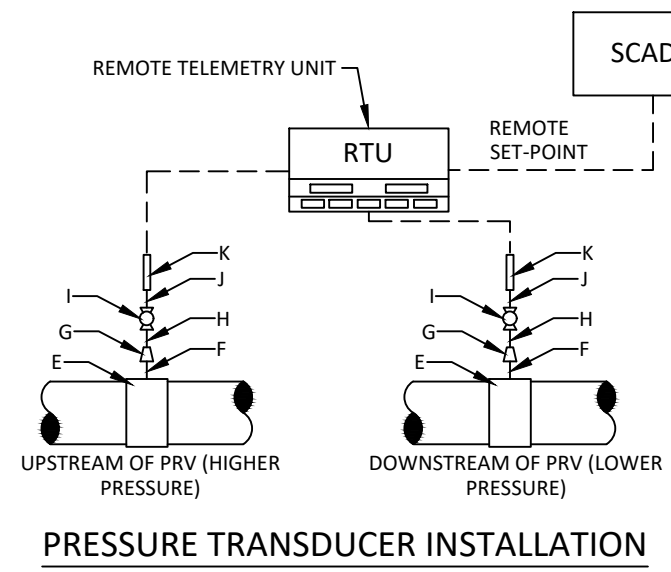 SCAD
REMOTE TELEMETRY UNIT
REMOTE
SET-POINT
RTU
K
J
I
H
G
F
E
K
J
I
H
G
F
E
UPSTREAM OF PRV (HIGHER
PRESSURE)
DOWNSTREAM OF PRV (LOWER
PRESSURE)
PRESSURE TRANSDUCER INSTALLATION